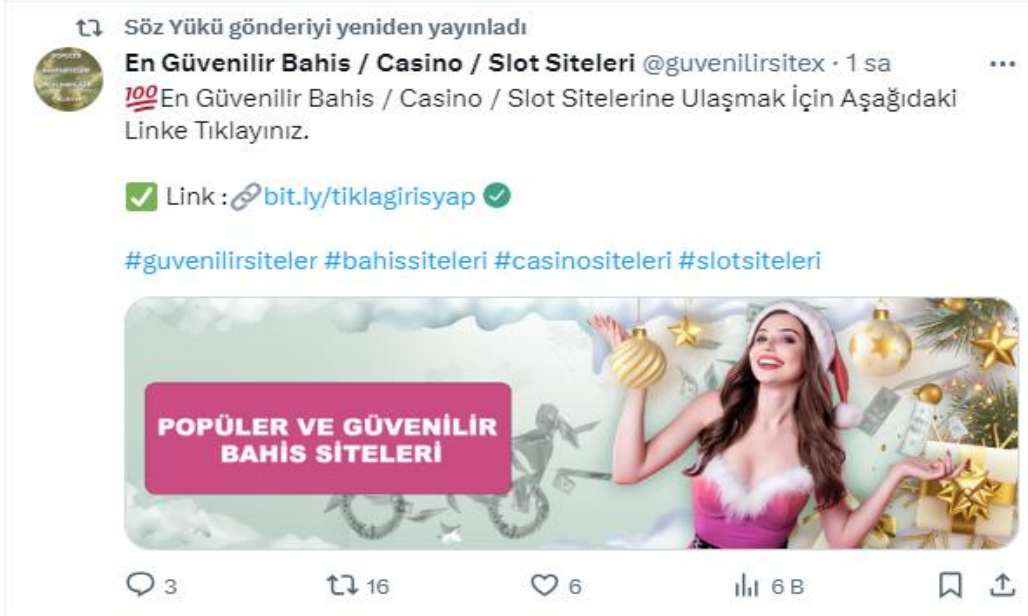 Söz Yükü gönderiyi yeniden yayınladı
En Güvenilir Bahis / Casino / Slot Siteleri @guvenilirsitex · 1 sa
💯En Güvenilir Bahis / Casino / Slot Sitelerine Ulaşmak İçin Aşağıdaki
Linke Tıklayınız.
✅ Link :🔗bit.ly/tiklagirisyap
#guvenilirsiteler #bahissiteleri #casinositeleri #slotsiteleri
POPÜLER VE GÜVENİLİR
BAHİS SİTELERİ
3 16 6 6 B